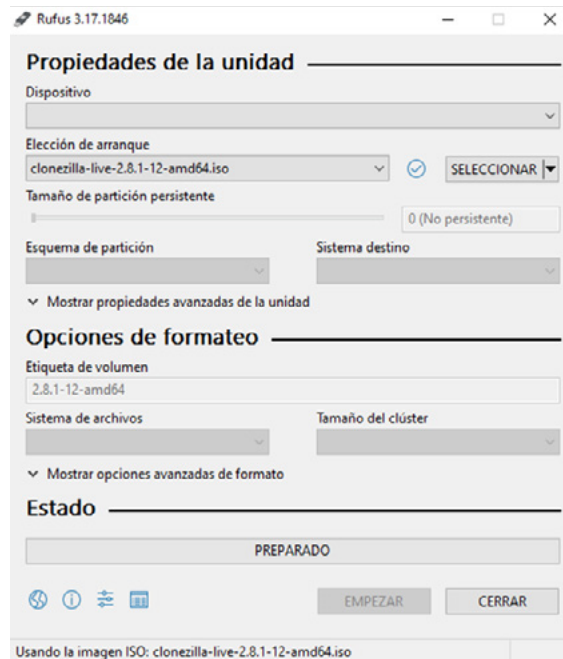 Rufus 3.17.1846
Propiedades de la unidad
Dispositivo
Elección de arranque
clonezilla-live-2.8.1-12-amd64.iso
SELECCIONAR
Tamaño de partición persistente
0 (No persistente)
Esquema de partición Sistema destino
Mostrar propiedades avanzadas de la unidad
Opciones de formateo
Etiqueta de volumen
2.8.1-12-amd64
Sistema de archivos Tamaño del clúster
Mostrar opciones avanzadas de formato
Estado
PREPARADO
EMPEZAR CERRAR
Usando la imagen ISO: clonezilla-live-2.8.1-12-amd64.iso